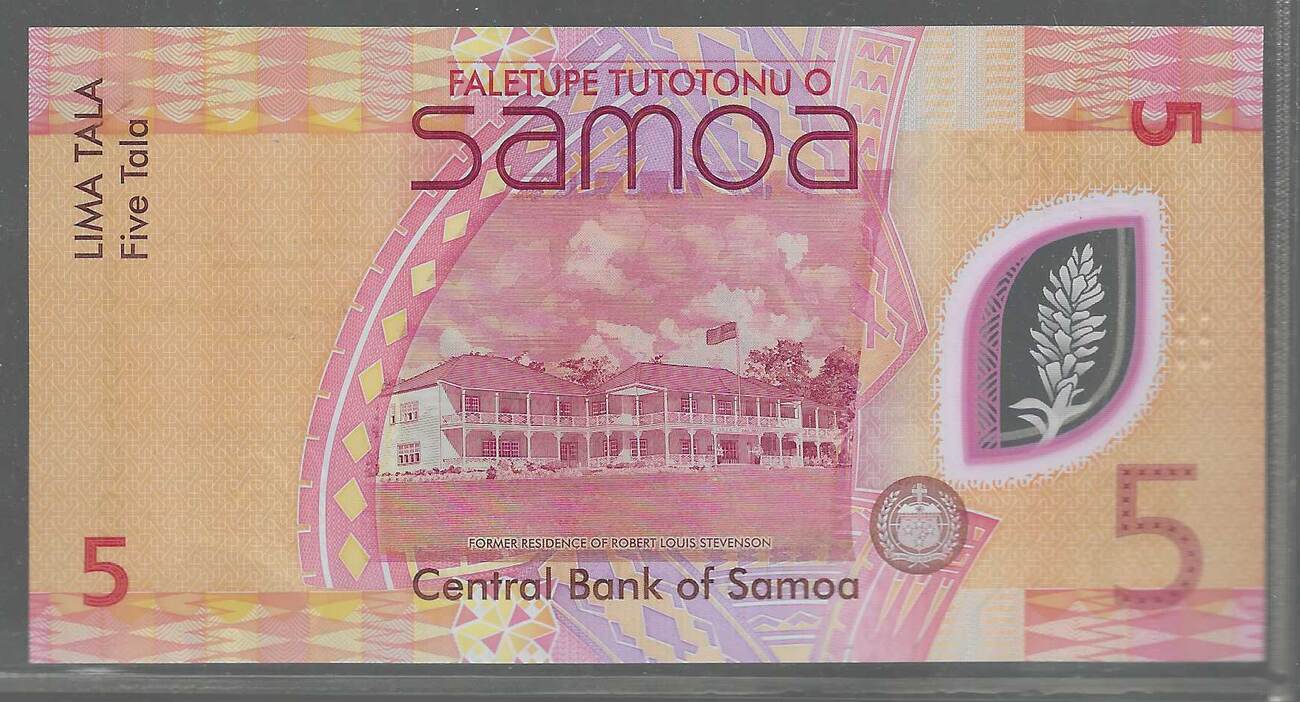 LIMA TALA
Five Tala
FALETUPE TUTOTONU O
samoa
5
FORMER RESIDENCE OF ROBERT LOUIS STEVENSON
Central Bank of Samoa
5
5